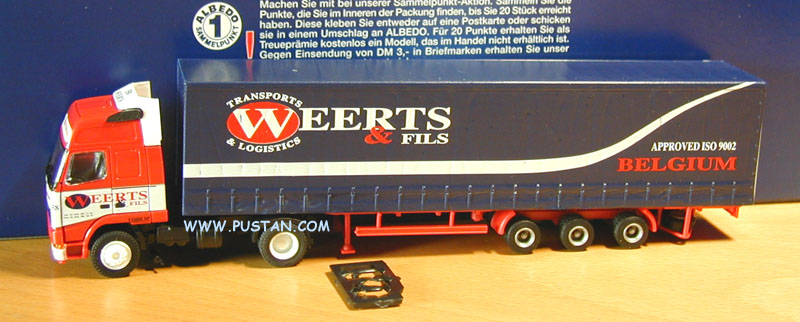 Machen Sie mit bei unserer Sammelpunkt-Aktion. Sammeln Sie die
Punkte, die Sie im Inneren der Packung finden, bis Sie 20 Stück erreicht
haben. Diese kleben Sie entweder auf eine Postkarte oder schicken
sie in einem Umschlag an ALBEDO. Für 20 Punkte erhalten Sie als
Treueprämie kostenlos ein Modell, das im Handel nicht erhältlich ist.
Gegen Einsendung von DM 3,- in Briefmarken erhalten Sie unser
ALBEDO
1
SAMMELPUNKT
!
TRANSPORTS
WEERTS
& LOGISTICS
& FILS
APPROVED ISO 9002
BELGIUM
WEERTS
& FILS
WWW.PUSTAN.COM